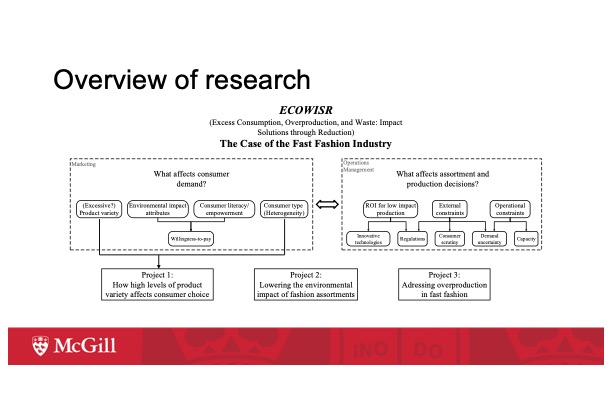 Overview of research
ECOWISR
(Excess Consumption, Overproduction, and Waste: Impact
Solutions through Reduction)
The Case of the Fast Fashion Industry
Marketing
What affects consumer
demand?
(Excessive?)
Product variety
Environmental impact
attributes
Consumer literacy/
empowerment
Consumer type
(Heterogeneity)
Willingness-to-pay
Operations
Management
What affects assortment and
production decisions?
ROI for low impact
production
External
constraints
Operational
constraints
Innovative
technologies
Regulations
Consumer
scrutiny
Demand
uncertainty
Capacity
Project 1:
How high levels of product
variety affects consumer choice
Project 2:
Lowering the environmental
impact of fashion assortments
Project 3:
Adressing overproduction
in fast fashion
McGill
INO DO